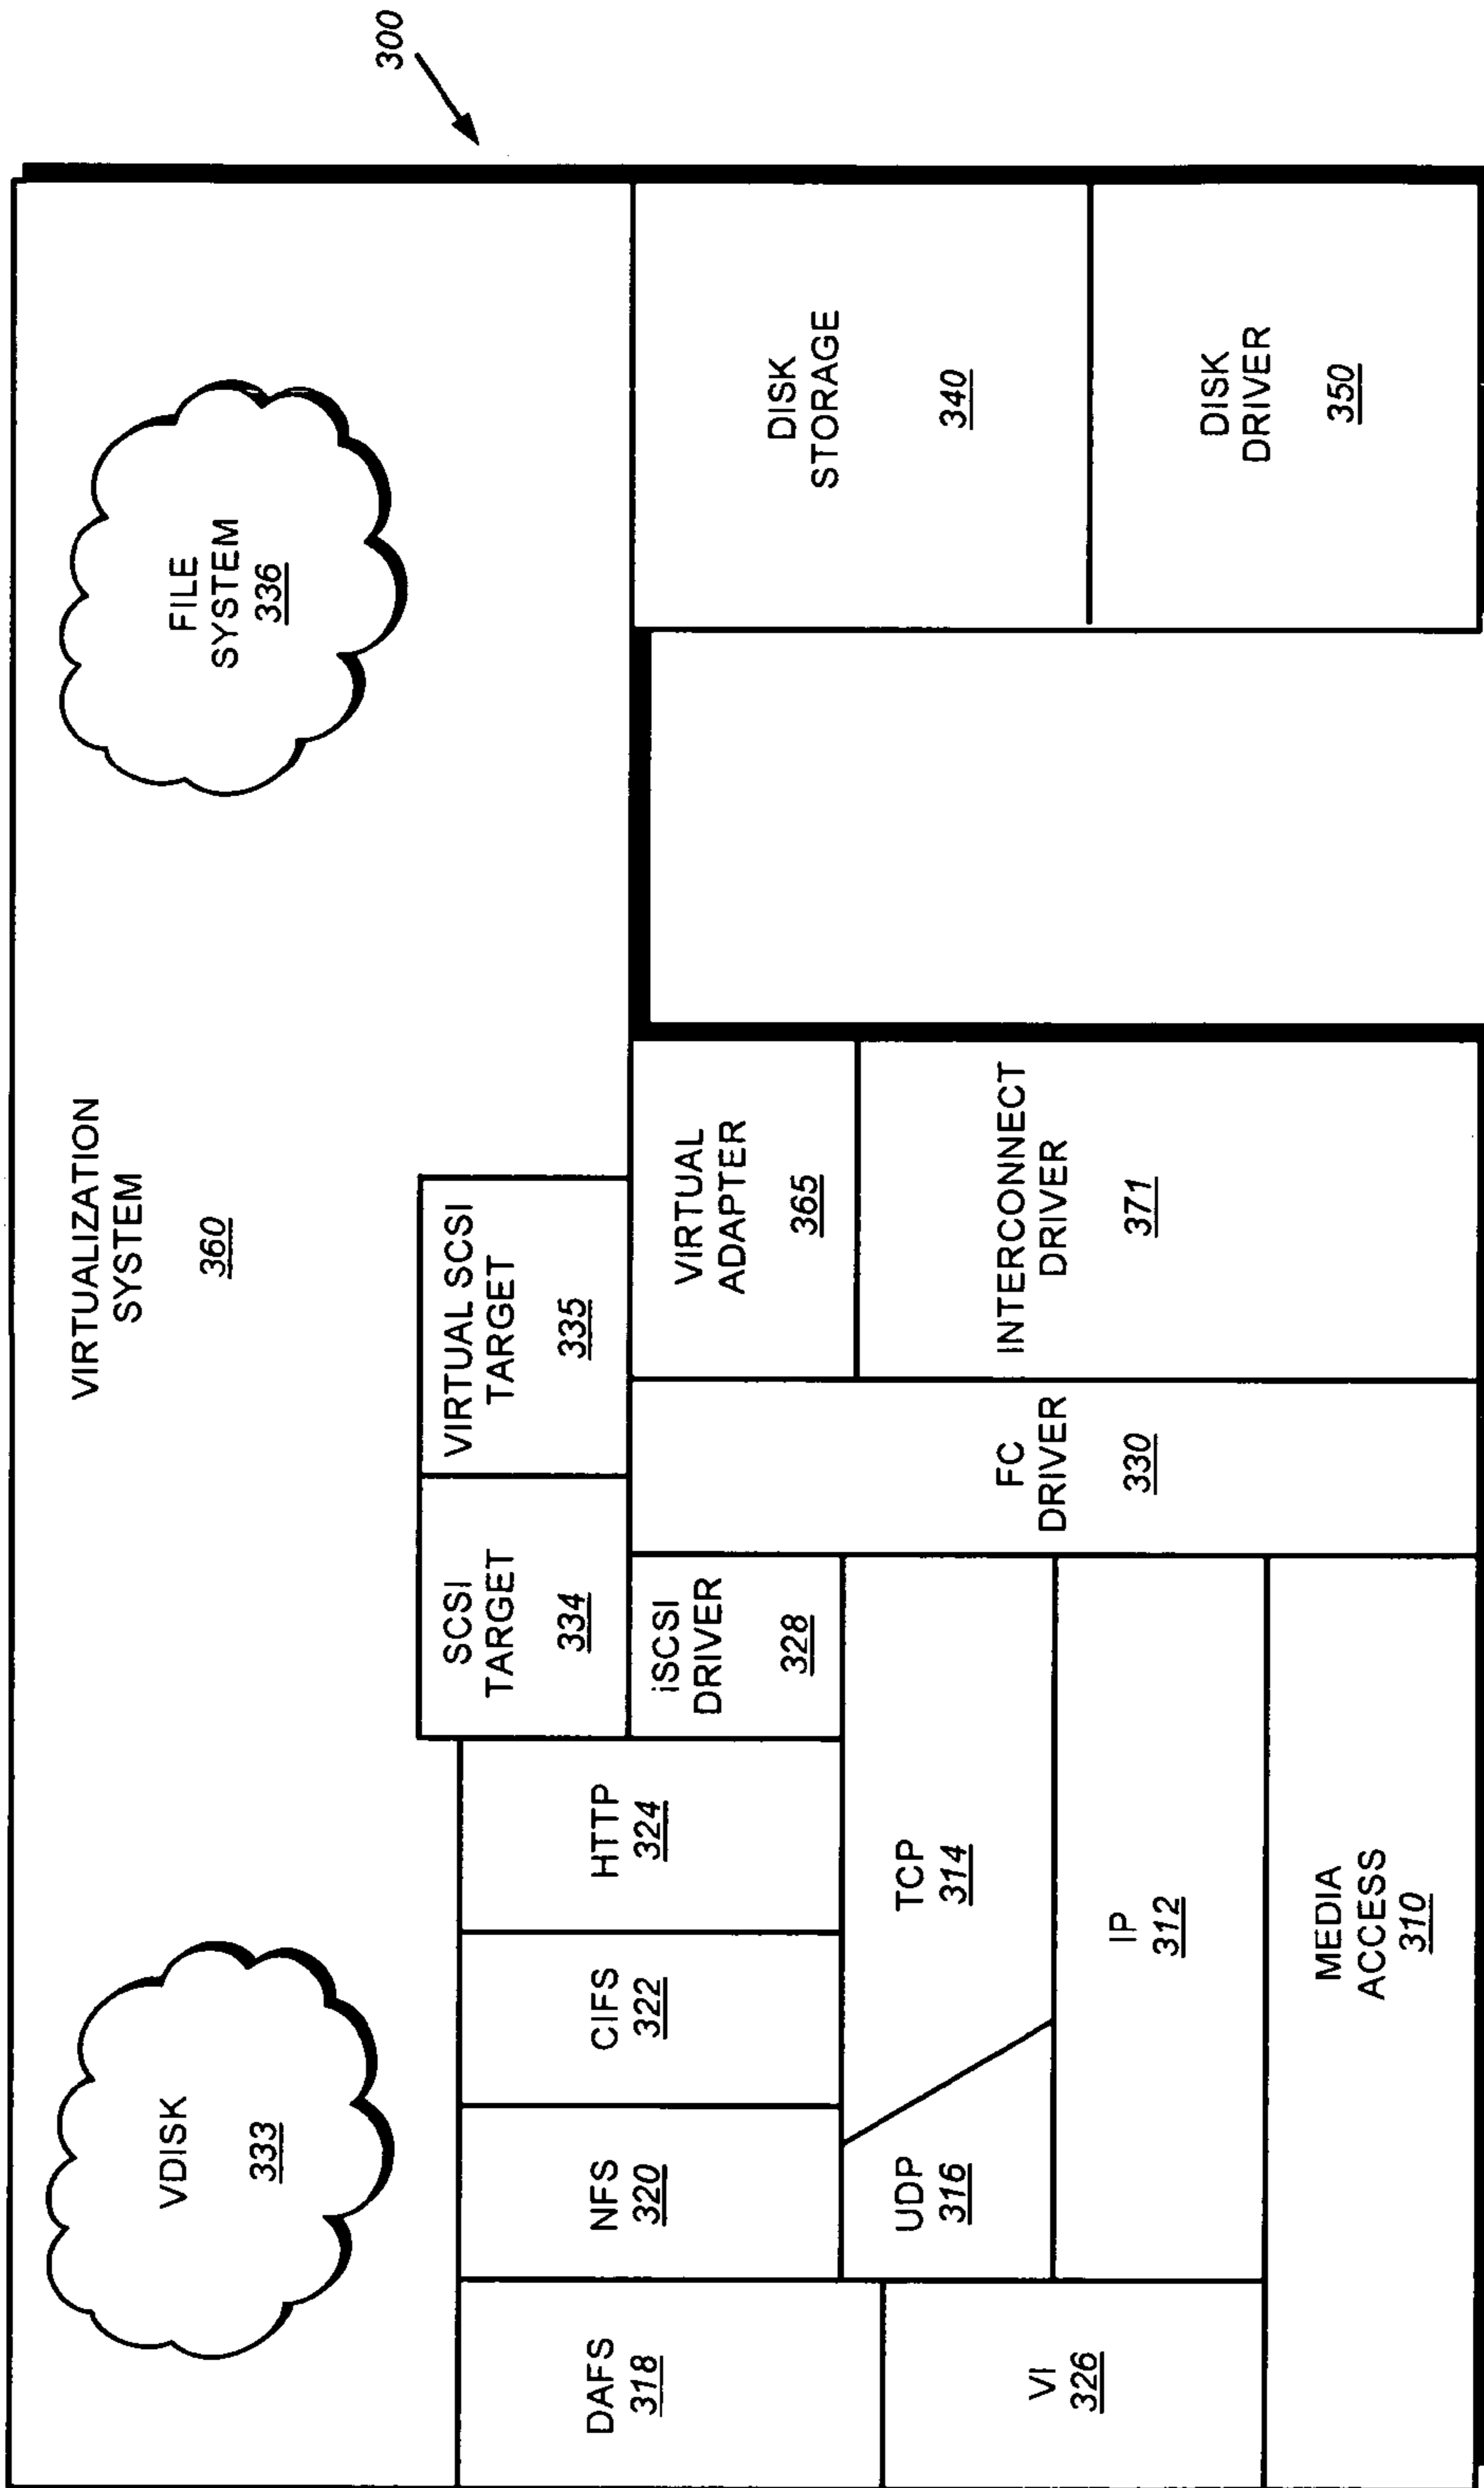 300
VIRTUALIZATION
SYSTEM
360
VDISK
333
FILE
SYSTEM
336
SCSI
TARGET
334
VIRTUAL SCSI
TARGET
335
DAFS
318
NFS
320
CIFS
322
HTTP
324
iSCSI
DRIVER
328
FC
DRIVER
330
VIRTUAL
ADAPTER
365
INTERCONNECT
DRIVER
371
DISK
STORAGE
340
DISK
DRIVER
350
VI
326
UDP
316
TCP
314
IP
312
MEDIA
ACCESS
310